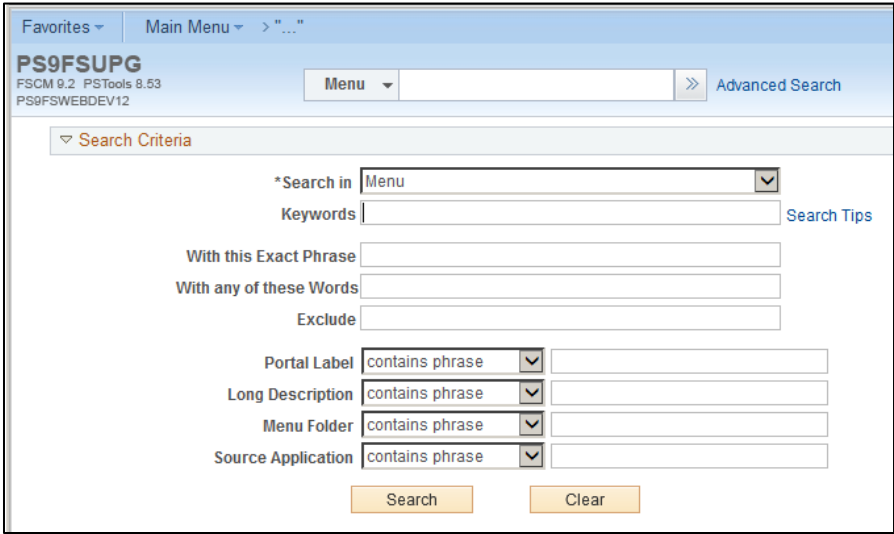 Favorites Main Menu > "..."
PS9FSUPG
FSCM 9.2 PSTools 8.53
PS9FSWEBDEV12
Menu Advanced Search
Search Criteria
*Search in Menu
Keywords Search Tips
With this Exact Phrase
With any of these Words
Exclude
Portal Label contains phrase
Long Description contains phrase
Menu Folder contains phrase
Source Application contains phrase
Search Clear